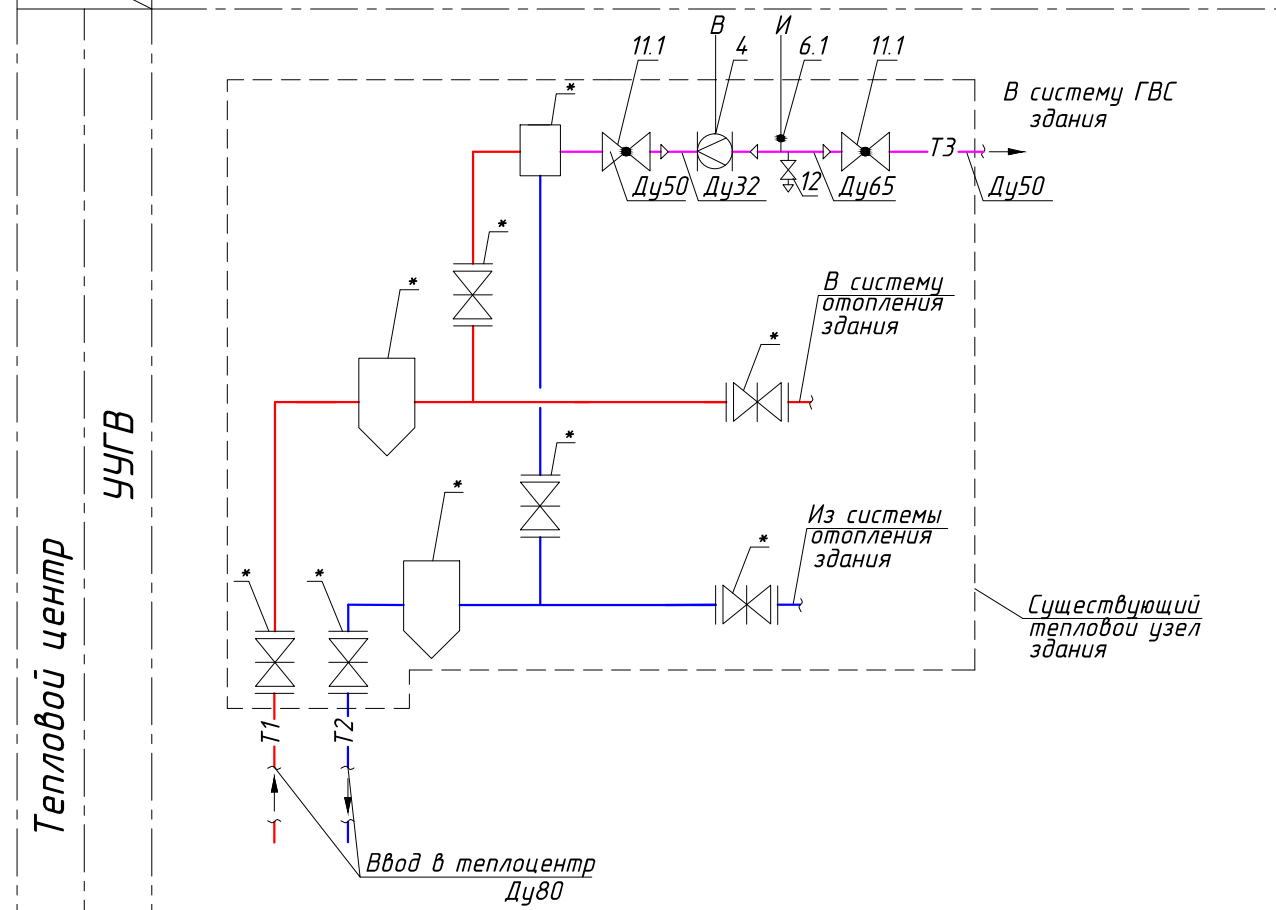 В
И
11.1
4
6.1
11.1
*
В систему ГВС
здания
Т3
Ду50
Ду32
12
Ду65
Ду50
*
*
В систему
отопления
здания
*
УУГВ
*
*
Из системы
отопления
здания
*
Тепловой центр
*
*
Существующий
тепловой узел
здания
Т1
Т2
Ввод в теплоцентр
Ду80